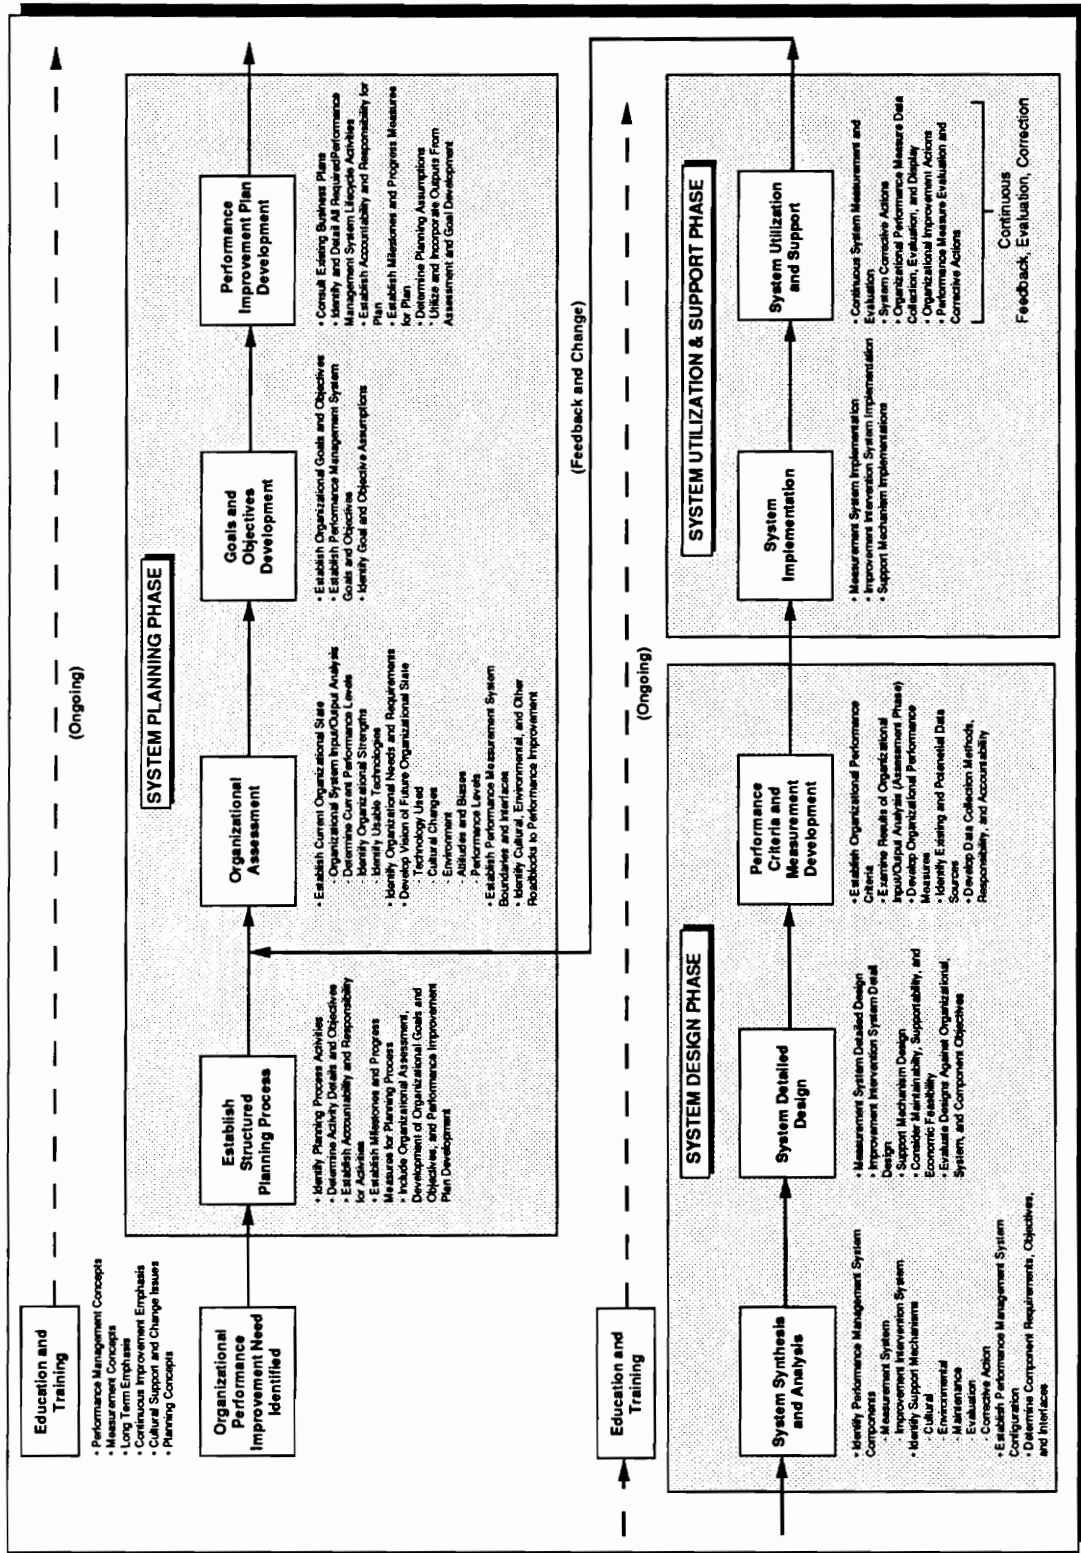 Education and
Training
(Ongoing)
• Performance Management Concepts
• Measurement Concepts
• Long Term Emphasis
• Continuous Improvement Emphasis
• Cultural Support and Change Issues
• Planning Concepts
SYSTEM PLANNING PHASE
Organizational
Performance
Improvement Need
Identified
Establish
Structured
Planning Process
• Identify Planning Process Activities
• Determine Activity Details and Objectives
• Establish Accountability and Responsibility
for Activities
• Establish Milestones and Progress
Measures for Planning Process
• Include Organizational Assessment,
Development of Organizational Goals and
Objectives, and Performance Improvement
Plan Development
Organizational
Assessment
• Establish Current Organizational State
- Organizational System Input/Output Analysis
- Determine Current Performance Levels
- Identify Organizational Strengths
- Identify Usable Technologies
• Identify Organizational Needs and Requirements
• Develop Vision of Future Organizational State
- Technology Used
- Cultural Changes
- Environment
- Attitudes and Biases
- Performance Levels
• Establish Performance Measurement System
Boundaries and Interfaces
• Identify Cultural, Environmental, and Other
Roadblocks to Performance Improvement
Goals and
Objectives
Development
• Establish Organizational Goals and Objectives
• Establish Performance Management System
Goals and Objectives
• Identify Goal and Objective Assumptions
Performance
Improvement Plan
Development
• Consult Existing Business Plans
• Identify and Detail All RequiredPerformance
Management System Lifecycle Activities
• Establish Accountability and Responsibility for
Plan
• Establish Milestones and Progress Measures
for Plan
• Determine Planning Assumptions
• Utilize and Incorporate Outputs From
Assessment and Goal Development
(Feedback and Change)
Education and
Training
(Ongoing)
SYSTEM DESIGN PHASE
System Synthesis
and Analysis
• Identify Performance Management System
Components
- Measurement System
- Improvement Intervention System
• Identify Support Mechanisms
- Cultural
- Environmental
- Maintenance
- Evaluation
- Corrective Action
• Establish Performance Management System
Configuration
• Determine Component Requirements, Objectives,
and Interfaces
System Detailed
Design
• Measurement System Detailed Design
• Improvement Intervention System Detail
Design
• Support Mechanism Design
• Consider Maintainability, Supportability, and
Economic Feasibility
• Evaluate Designs Against Organizational,
System, and Component Objectives
Performance
Criteria and
Measurement
Development
• Establish Organizational Performance
Criteria
• Examine Results of Organizational
Input/Output Analysis (Assessment Phase)
• Develop Organizational Performance
Measures
• Identify Existing and Potenetial Data
Sources
• Develop Data Collection Methods,
Responsibility, and Accountability
SYSTEM UTILIZATION & SUPPORT PHASE
System
Implementation
• Measurement System Implementation
• Improvement Intervention System Implementation
• Support Mechanism Implementations
System Utilization
and Support
• Continuous System Measurement and
Evaluation
• System Corrective Actions
• Organizational Performance Measure Data
Collection, Evaluation, and Display
• Organizational Improvement Actions
• Performance Measure Evaluation and
Corrective Actions
Continuous
Feedback, Evaluation, Correction